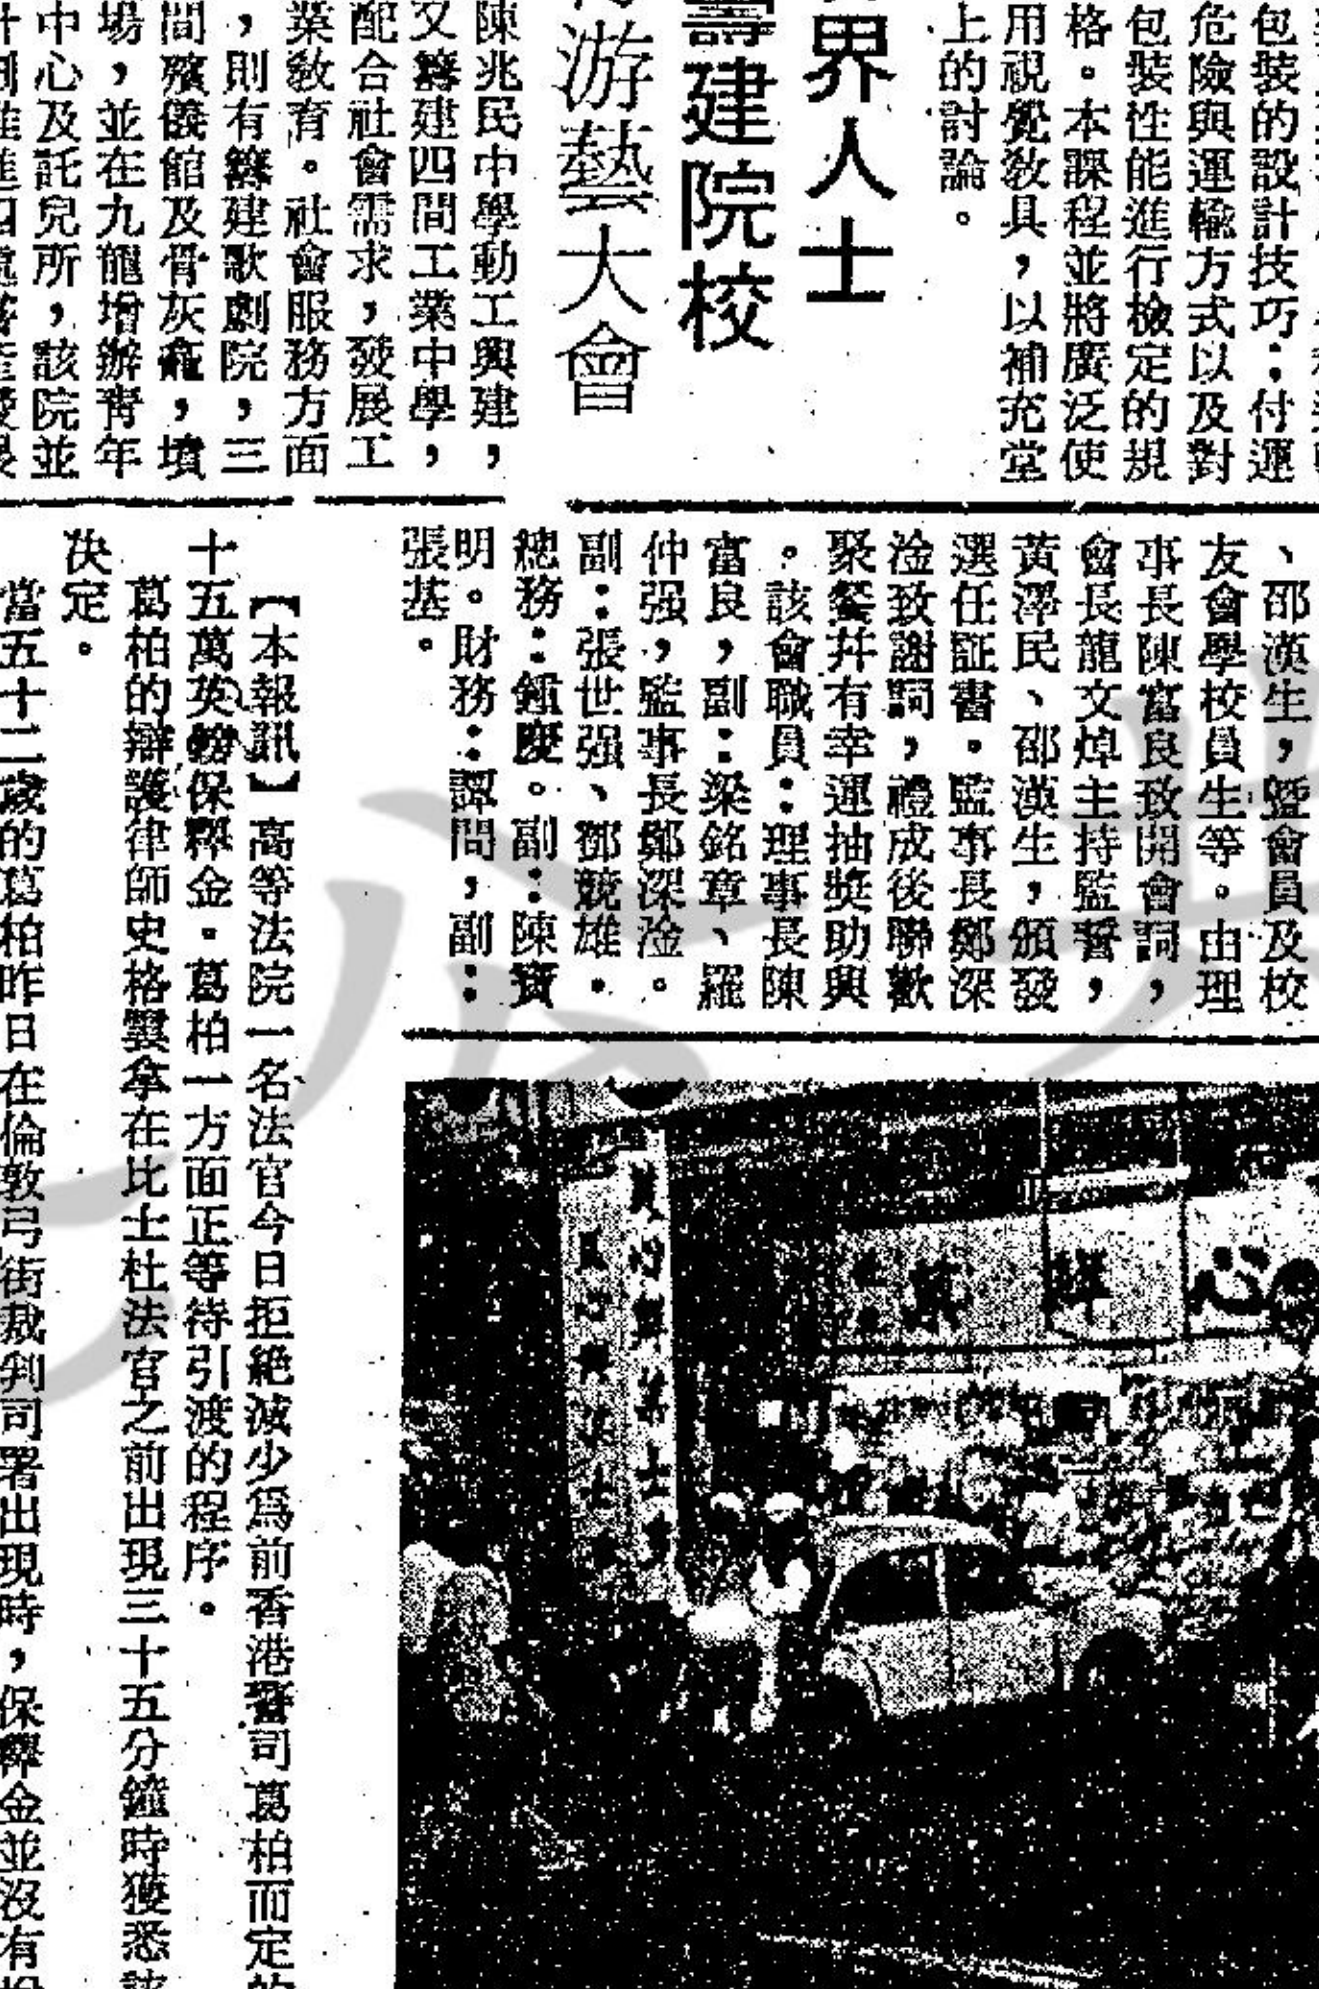 包裝的設計技巧：付運
危險與運輸方式以及對
包裝性能進行檢定的規
格。本課程並將廣泛使
用視覺敎具，以補充堂
上的討論。
界人士
籌建院校
游藝大會
陳兆民中學動工興建，
又籌建四間工業中學，
配合社會需求，發展工
業敎育。社會服務方面
，則有籌建歌劇院，三
間殯儀館及骨灰龕，墳
場，並在九龍增辦青年
中心及託兒所，該院並
、邵漢生，曁會員及校
友會學校員生等。由理
事長陳富良致開會詞，
會長龍文焯主持監誓，
黃澤民、邵漢生，頒發
選任証書．監事長鄭深
淦致謝詞，禮成後聯歡
聚餐幷有幸運抽獎助興
。該會職員：理事長陳
富良，副：梁銘章、羅
仲强，監事長鄭深淦。
副：張世强、鄧競雄．
總務：鍾慶。副：陳寶
明。財務：譚問，副：
張基。
【本報訊】高等法院一名法官今日拒絕減少爲前香港警司葛柏而定的
十五萬英鎊保釋金．葛柏一方面正等待引渡的程序。
葛柏的辯護律師史格異拿在比士杜法官之前出現三十五分鐘時獲悉該
决定。
當五十二歲的葛柏昨日在倫敦弓街裁判司署出現時，保釋金並沒有
心
輝